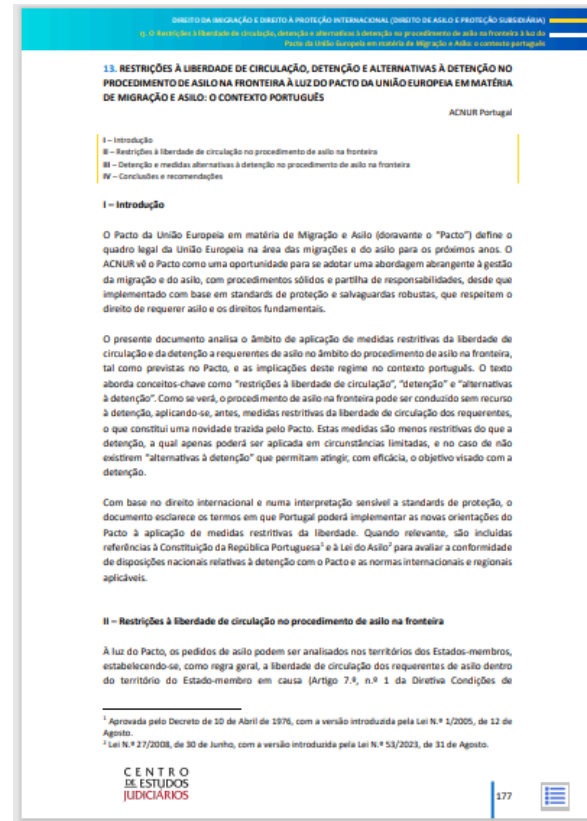 DIREITO DA IMIGRAÇÃO E DIREITO À PROTEÇÃO INTERNACIONAL (DIREITO DE ASILO E PROTEÇÃO SUBSIDIÁRIA)
13. O Restrições à liberdade de circulação, detenção e alternativas à detenção no procedimento de asilo na fronteira à luz do
Pacto da União Europeia em matéria de Migração e Asilo: o contexto português
13. RESTRIÇÕES À LIBERDADE DE CIRCULAÇÃO, DETENÇÃO E ALTERNATIVAS À DETENÇÃO NO
PROCEDIMENTO DE ASILO NA FRONTEIRA À LUZ DO PACTO DA UNIÃO EUROPEIA EM MATÉRIA
DE MIGRAÇÃO E ASILO: O CONTEXTO PORTUGUÊS
ACNUR Portugal
I – Introdução
II – Restrições à liberdade de circulação no procedimento de asilo na fronteira
III – Detenção e medidas alternativas à detenção no procedimento de asilo na fronteira
IV – Conclusões e recomendações
I – Introdução
O Pacto da União Europeia em matéria de Migração e Asilo (doravante o “Pacto”) define o
quadro legal da União Europeia na área das migrações e do asilo para os próximos anos. O
ACNUR vê o Pacto como uma oportunidade para se adotar uma abordagem abrangente à gestão
da migração e do asilo, com procedimentos sólidos e partilha de responsabilidades, desde que
implementado com base em standards de proteção e salvaguardas robustas, que respeitem o
direito de requerer asilo e os direitos fundamentais.
O presente documento analisa o âmbito de aplicação de medidas restritivas da liberdade de
circulação e da detenção a requerentes de asilo no âmbito do procedimento de asilo na fronteira,
tal como previstas no Pacto, e as implicações deste regime no contexto português. O texto
aborda conceitos-chave como “restrições à liberdade de circulação”, “detenção” e “alternativas
à detenção”. Como se verá, o procedimento de asilo na fronteira pode ser conduzido sem recurso
à detenção, aplicando-se, antes, medidas restritivas da liberdade de circulação dos requerentes,
o que constitui uma novidade trazida pelo Pacto. Estas medidas são menos restritivas do que a
detenção, a qual apenas poderá ser aplicada em circunstâncias limitadas, e no caso de não
existirem “alternativas à detenção” que permitam atingir, com eficácia, o objetivo visado com a
detenção.
Com base no direito internacional e numa interpretação sensível a standards de proteção, o
documento esclarece os termos em que Portugal poderá implementar as novas orientações do
Pacto à aplicação de medidas restritivas da liberdade. Quando relevante, são incluídas
referências à Constituição da República Portuguesa¹ e à Lei do Asilo² para avaliar a conformidade
de disposições nacionais relativas à detenção com o Pacto e as normas internacionais e regionais
aplicáveis.
II – Restrições à liberdade de circulação no procedimento de asilo na fronteira
À luz do Pacto, os pedidos de asilo podem ser analisados nos territórios dos Estados-membros,
estabelecendo-se, como regra geral, a liberdade de circulação dos requerentes de asilo dentro
do território do Estado-membro em causa (Artigo 7.º, n.º 1 da Diretiva Condições de
¹ Aprovada pelo Decreto de 10 de Abril de 1976, com a versão introduzida pela Lei N.º 1/2005, de 12 de
Agosto.
² Lei N.º 27/2008, de 30 de Junho, com a versão introduzida pela Lei N.º 53/2023, de 31 de Agosto.
CENTRO
DE ESTUDOS
JUDICIÁRIOS
177